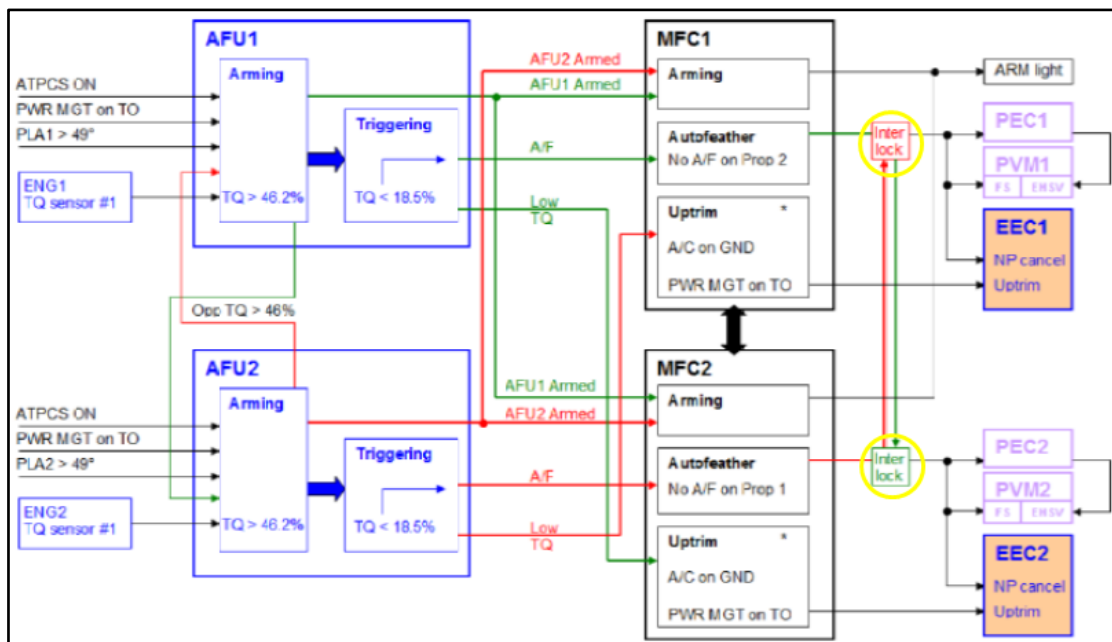 AFU1
Arming
TQ > 46.2%
Triggering
TQ < 18.5%
ATPCS ON
PWR MGT on TO
PLA1 > 49°
ENG1
TQ sensor #1
Opp TQ > 46%
AFU2 Armed
AFU1 Armed
A/F
Low
TQ
MFC1
Arming
Autofeather
No A/F on Prop 2
Uptrim *
A/C on GND
PWR MGT on TO
Inter
lock
ARM light
PEC1
PVM1
FS EHSV
EEC1
NP cancel
Uptrim
AFU2
Arming
TQ > 46.2%
Triggering
TQ < 18.5%
ATPCS ON
PWR MGT on TO
PLA2 > 49°
ENG2
TQ sensor #1
AFU1 Armed
AFU2 Armed
A/F
Low
TQ
MFC2
Arming
Autofeather
No A/F on Prop 1
Uptrim *
A/C on GND
PWR MGT on TO
Inter
lock
PEC2
PVM2
FS EHSV
EEC2
NP cancel
Uptrim